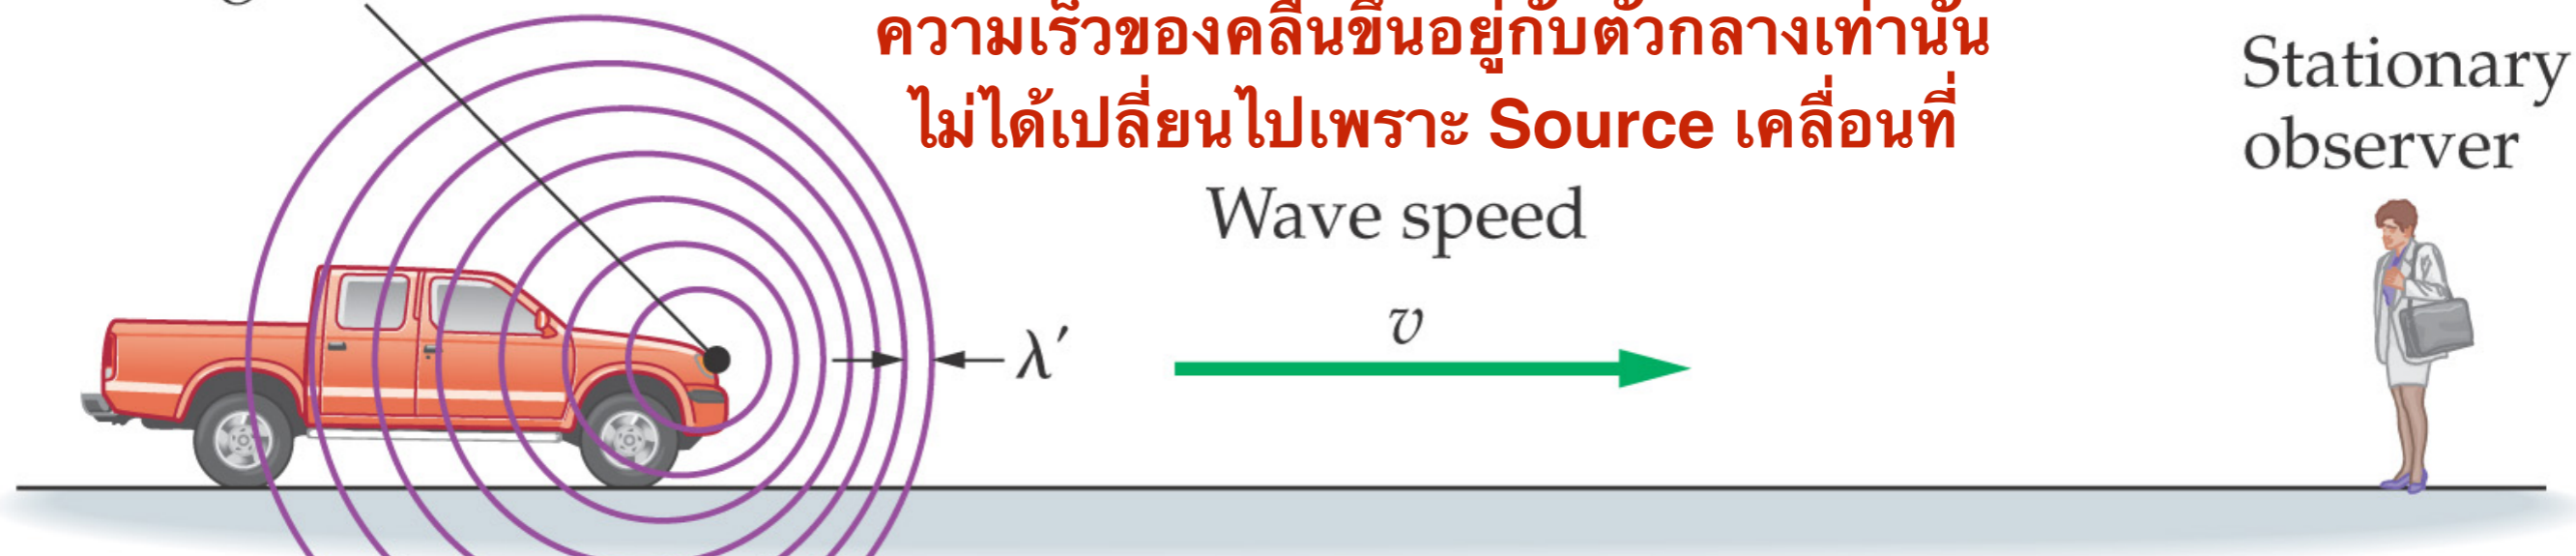 ความเร็วของคลื่นขึ้นอยู่กับตัวกลางเท่านั้น
ไม่ได้เปลี่ยนไปเพราะ Source เคลื่อนที่
Stationary
observer
Wave speed
v
λ′